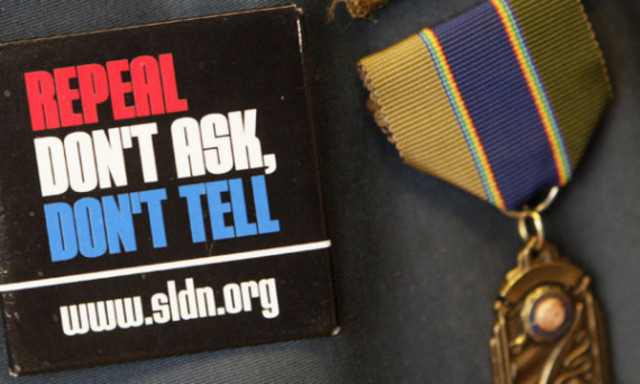 REPEAL
DON'T ASK,
DON'T TELL
www.sldn.org